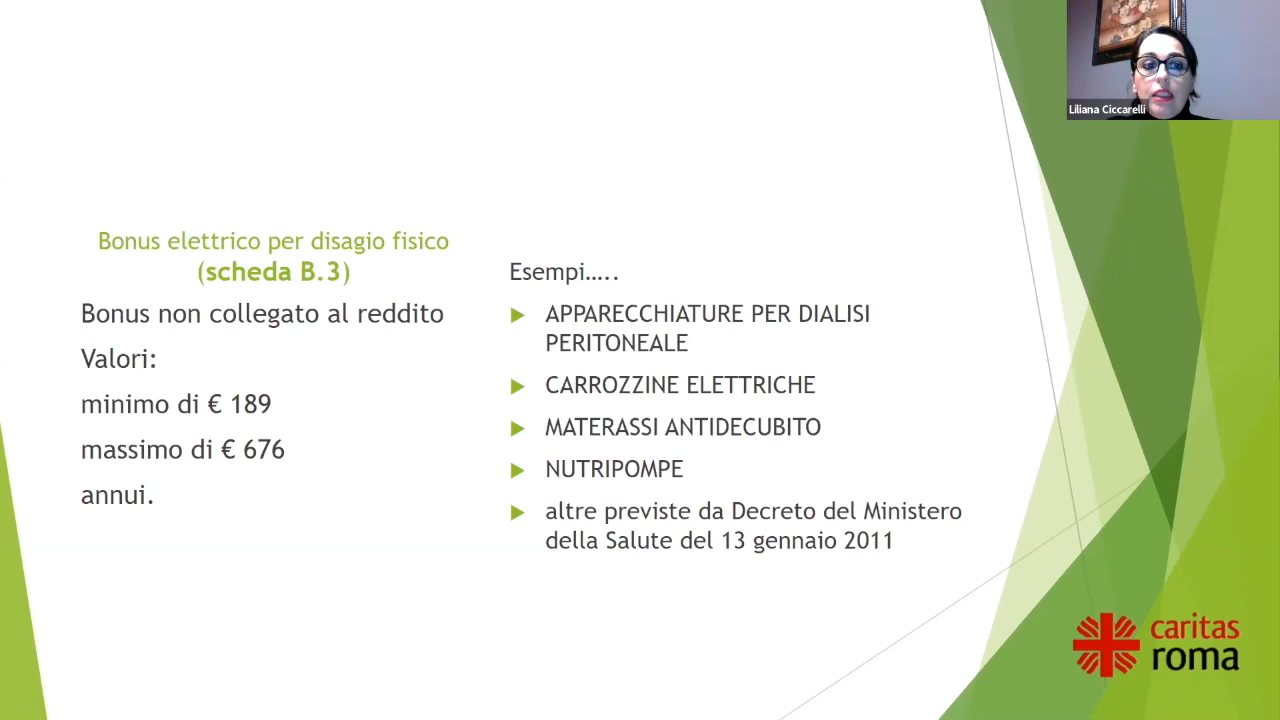 Liliana Ciccarelli
Bonus elettrico per disagio fisico
(scheda B.3)
Bonus non collegato al reddito
Valori:
minimo di € 189
massimo di € 676
annui.
Esempi…..
APPARECCHIATURE PER DIALISI
PERITONEALE
CARROZZINE ELETTRICHE
MATERASSI ANTIDECUBITO
NUTRIPOMPE
altre previste da Decreto del Ministero
della Salute del 13 gennaio 2011
caritas
roma